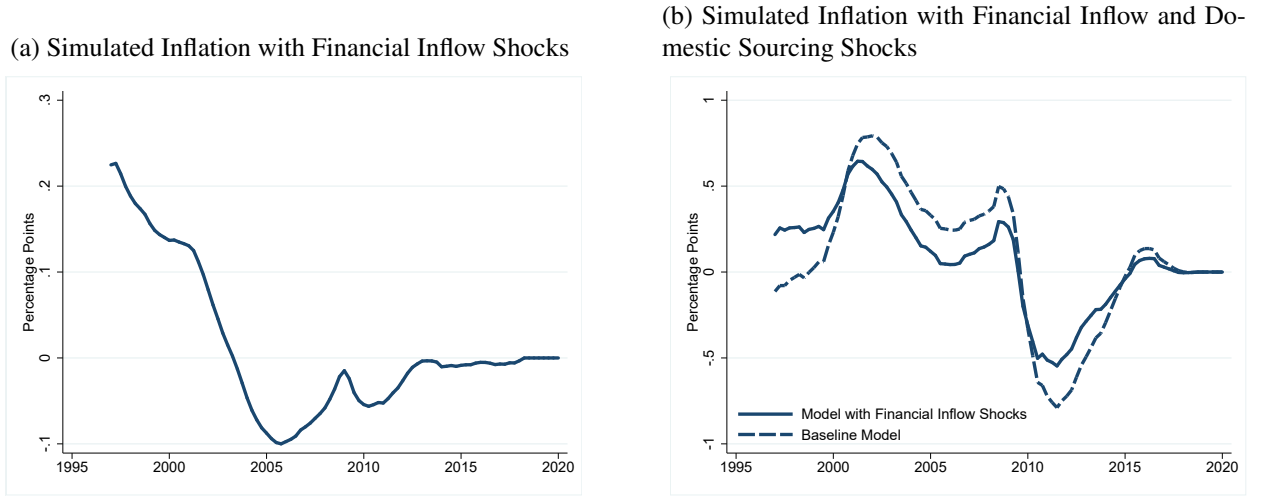 (a) Simulated Inflation with Financial Inflow Shocks
.3
.2
.1
0
-.1
Percentage Points
1995 2000 2005 2010 2015 2020
(b) Simulated Inflation with Financial Inflow and Do-
mestic Sourcing Shocks
1
.5
0
-.5
-1
Percentage Points
Model with Financial Inflow Shocks
Baseline Model
1995 2000 2005 2010 2015 2020